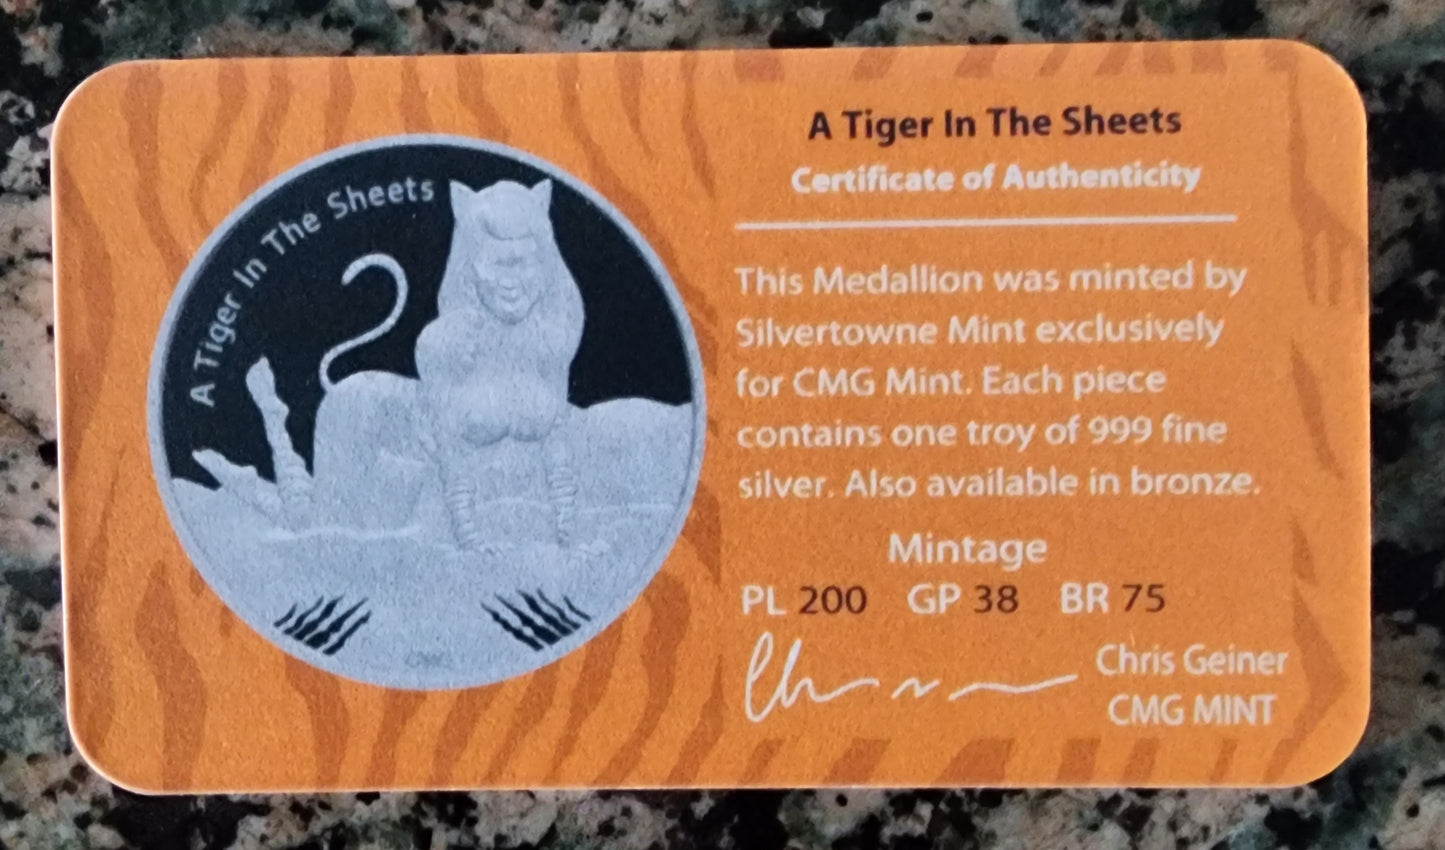 A Tiger In The Sheets
A Tiger In The Sheets
Certificate of Authenticity
This Medallion was minted by
Silvertowne Mint exclusively
for CMG Mint. Each piece
contains one troy of 999 fine
silver. Also available in bronze.
Mintage
PL 200 GP 38 BR 75
Chris Geiner
CMG MINT